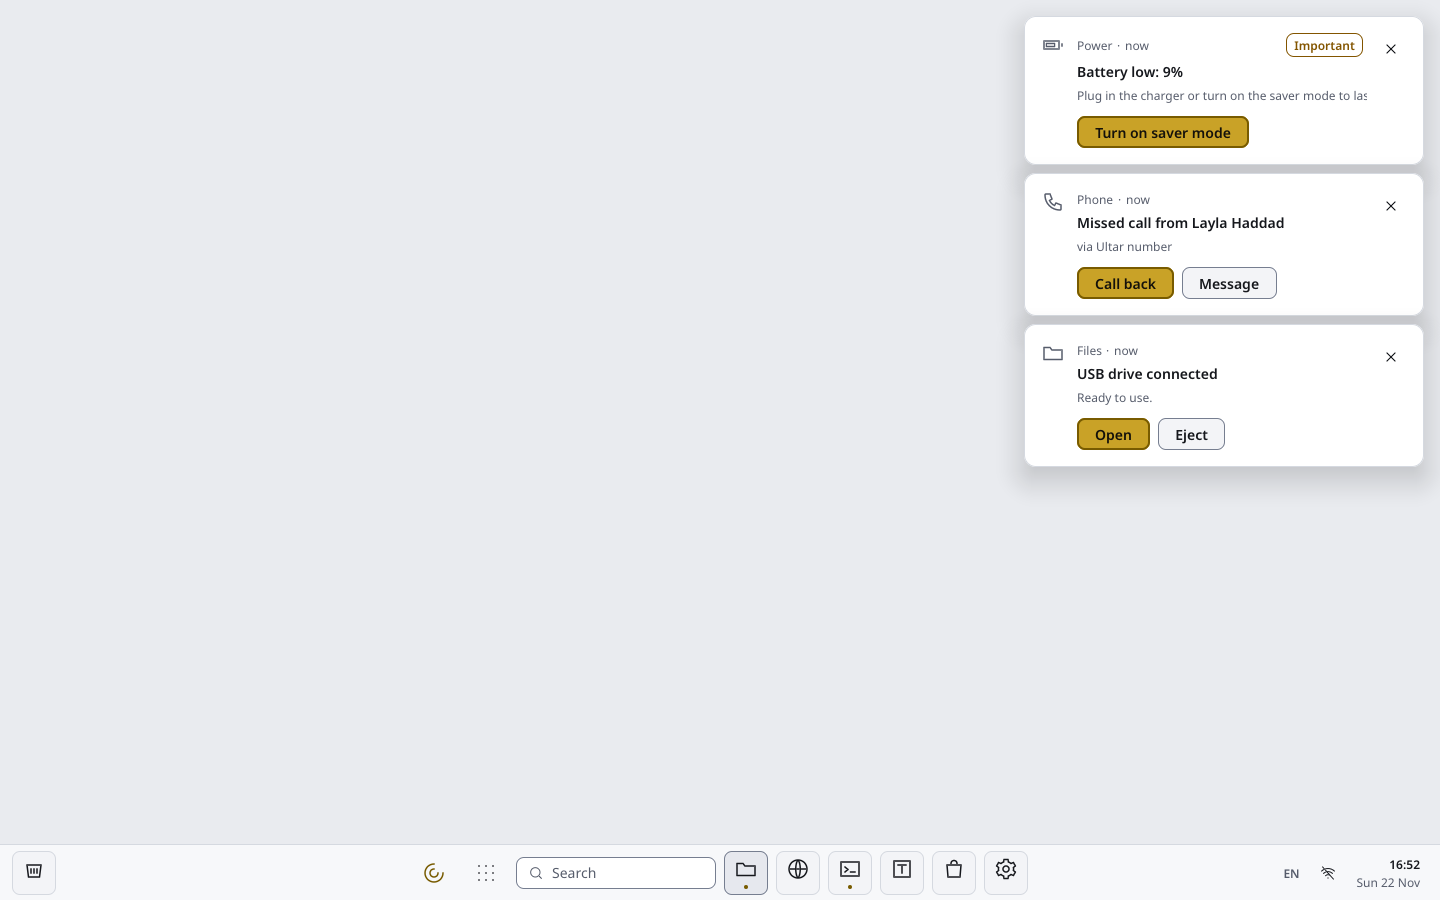 Power · now
Important
Battery low: 9%
Plug in the charger or turn on the saver mode to
Turn on saver mode
Phone · now
Missed call from Layla Haddad
via Ultar number
Call back
Message
Files · now
USB drive connected
Ready to use.
Open
Eject
Search
EN
16:52
Sun 22 Nov